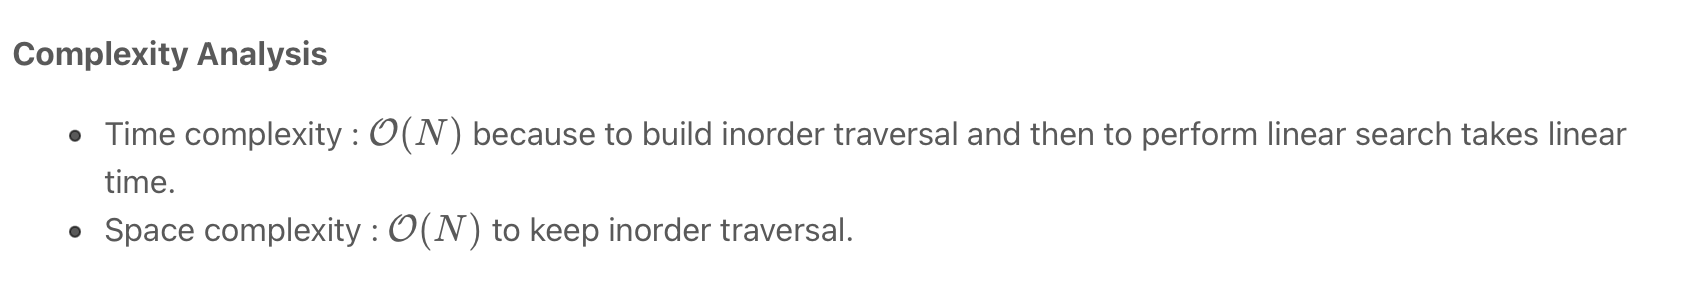 Complexity Analysis
• Time complexity : 𝒪(N) because to build inorder traversal and then to perform linear search takes linear
time.
• Space complexity : 𝒪(N) to keep inorder traversal.